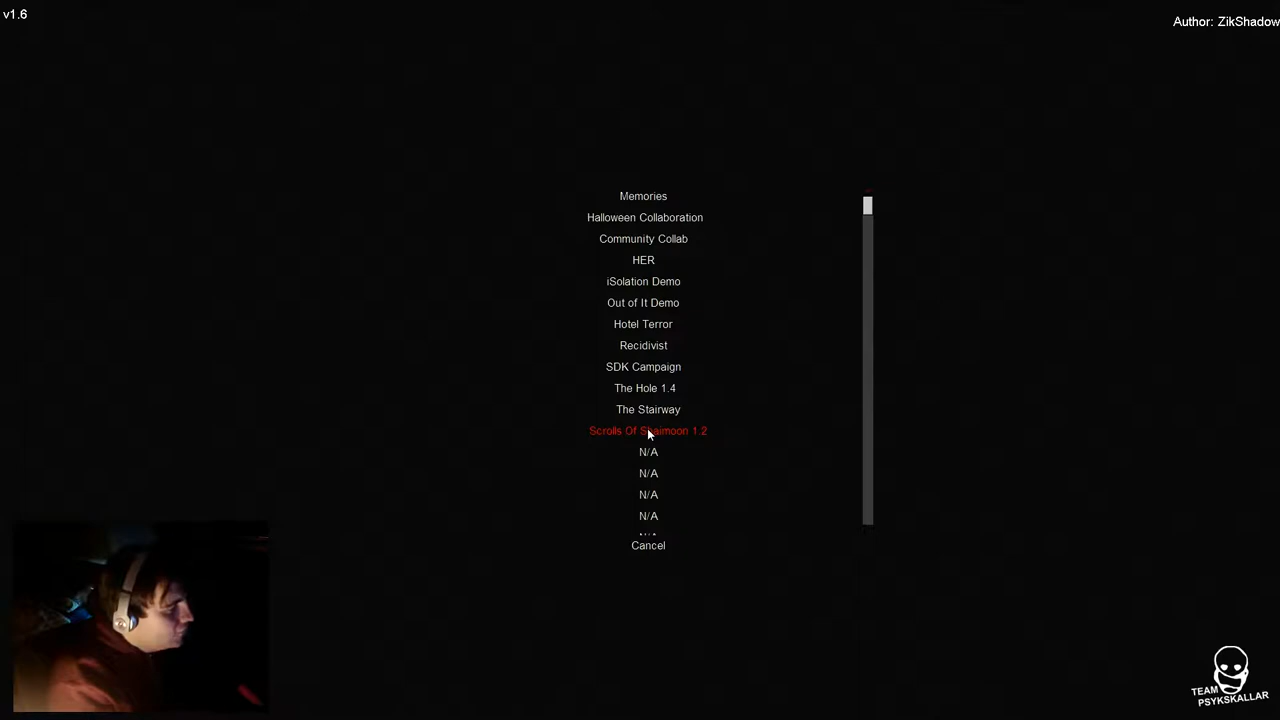 v1.6
Author: ZikShadow
Memories
Halloween Collaboration
Community Collab
HER
iSolation Demo
Out of It Demo
Hotel Terror
Recidivist
SDK Campaign
The Hole 1.4
The Stairway
Scrolls Of Shaimoon 1.2
N/A
N/A
N/A
N/A
N/A
Cancel
TEAM
PSYKSKALLAR